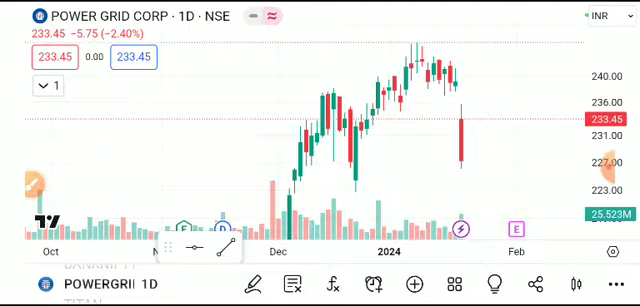 POWER GRID CORP · 1D · NSE
INR
233.45 −5.75 (−2.40%)
233.45 0.00 233.45
1
240.00
236.00
233.45
231.00
227.00
223.00
25.523M
E D E
Oct Dec 2024 Feb
POWERGRI 1D
TITAN